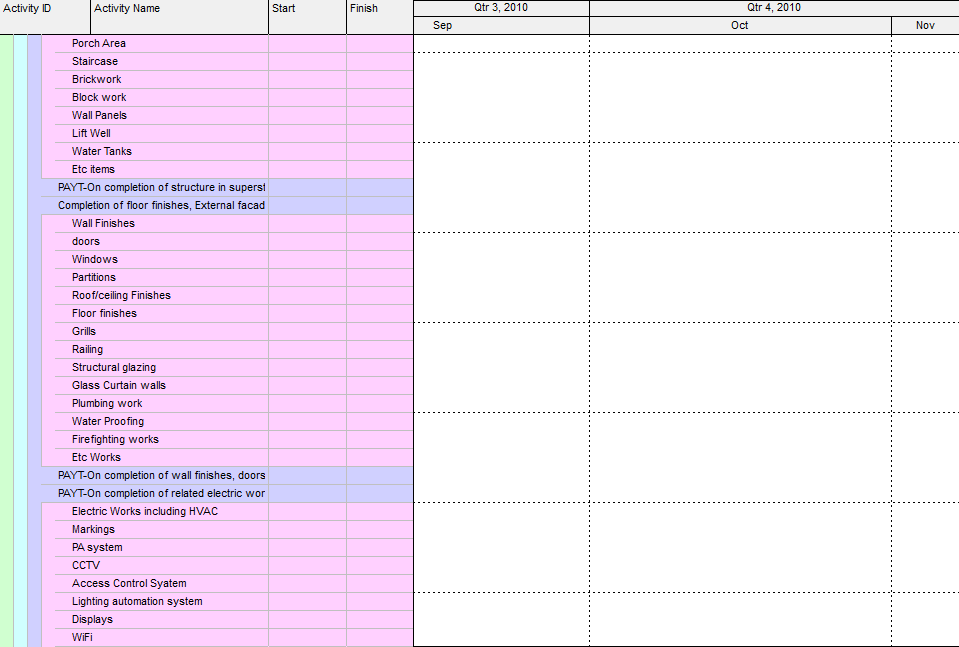 Activity ID Activity Name Start Finish Qtr 3, 2010 Qtr 4, 2010
Sep Oct Nov
Porch Area
Staircase
Brickwork
Block work
Wall Panels
Lift Well
Water Tanks
Etc items
PAYT-On completion of structure in superst
Completion of floor finishes, External facad
Wall Finishes
doors
Windows
Partitions
Roof/ceiling Finishes
Floor finishes
Grills
Railing
Structural glazing
Glass Curtain walls
Plumbing work
Water Proofing
Firefighting works
Etc Works
PAYT-On completion of wall finishes, doors
PAYT-On completion of related electric wor
Electric Works including HVAC
Markings
PA system
CCTV
Access Control SyAtem
Lighting automation system
Displays
WiFi